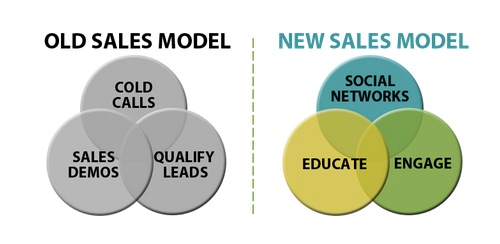 OLD SALES MODEL
COLD
CALLS
SALES
DEMOS
QUALIFY
LEADS
NEW SALES MODEL
SOCIAL
NETWORKS
EDUCATE
ENGAGE